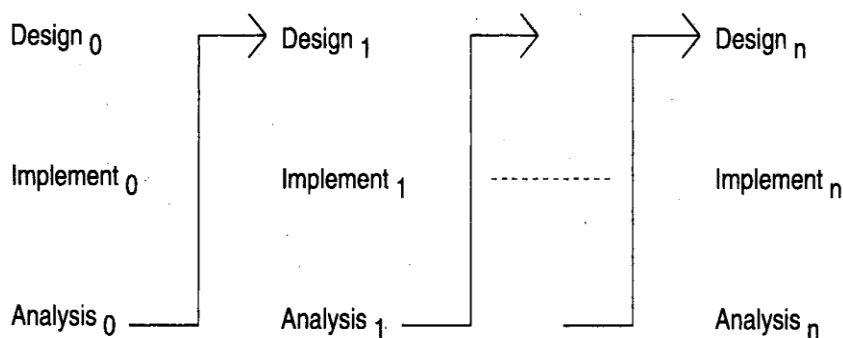 Design 0 Design 1 Design n
Implement 0 Implement 1 Implement n
Analysis 0 Analysis 1 Analysis n